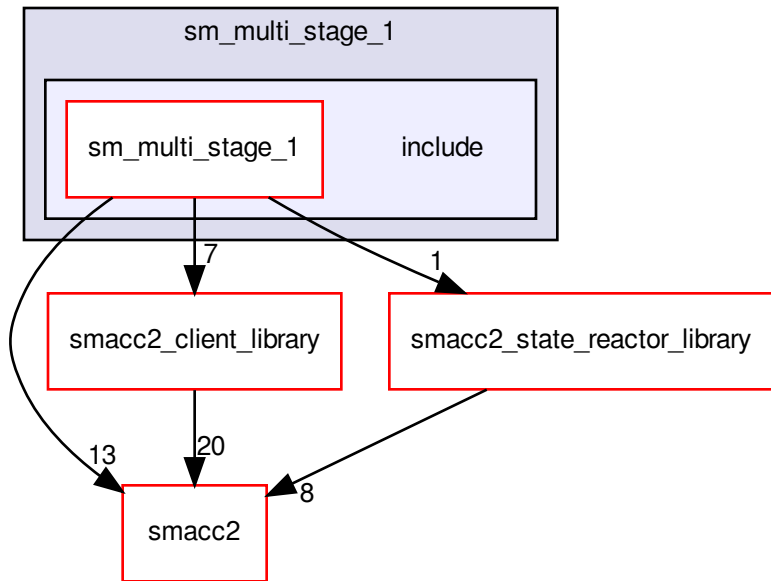 sm_multi_stage_1
sm_multi_stage_1
include
7
1
smacc2_client_library
smacc2_state_reactor_library
13
20
8
smacc2